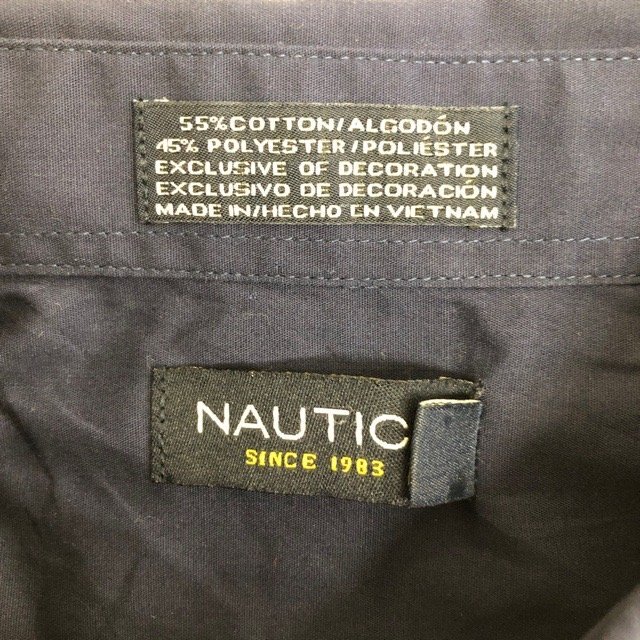 55% COTTON/ALGODÓN
45% POLYESTER/POLIÉSTER
EXCLUSIVE OF DECORATION
EXCLUSIVO DE DECORACIÓN
MADE IN/HECHO EN VIETNAM
NAUTIC
SINCE 1983